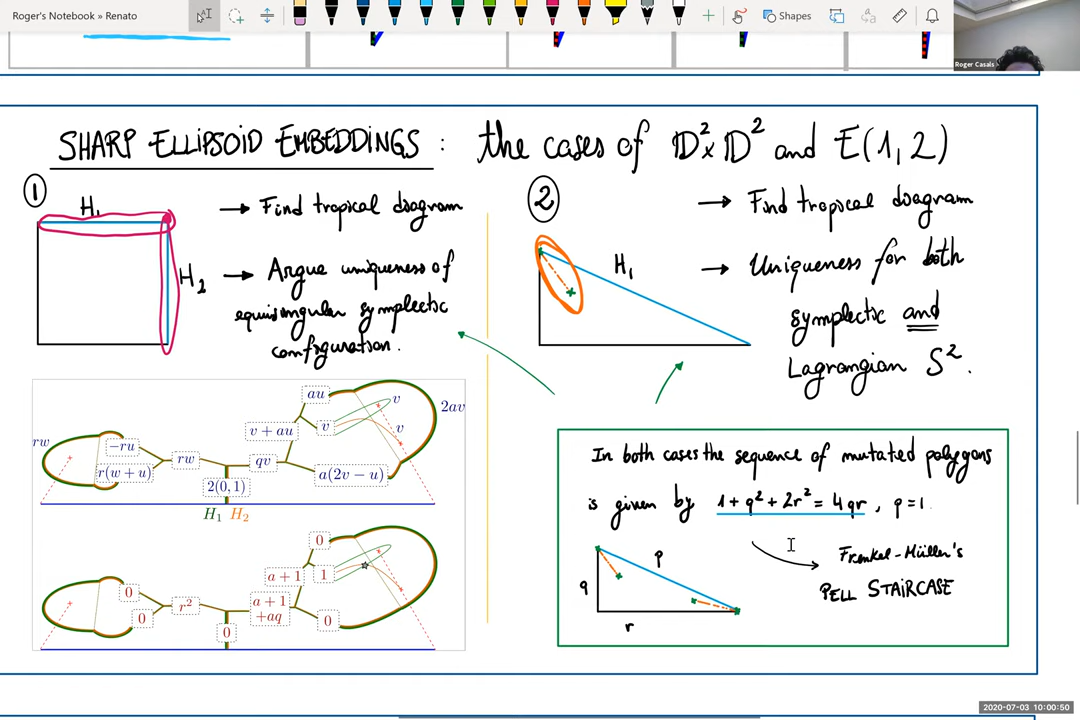 Roger's Notebook » Renato
Shapes
Roger Casals
SHARP ELLIPSOID EMBEDDINGS : the cases of D²×D² and E(1,2)
①
H₁
H₂
→ Find tropical diagram
→ Argue uniqueness of
equisingular symplectic
configuration.
②
H₁
→ Find tropical diagram
→ Uniqueness for both
symplectic and
Lagrangian S².
rw
-ru
r(w + u)
rw
2(0, 1)
H₁ H₂
qv
v + au
au
v
a(2v − u)
v
v
2av
0
0
r²
0
a + 1
+aq
a + 1
0
1
0
In both cases the sequence of mutated polygons
is given by 1 + q² + 2r² = 4qr , p=1.
Frenkel-Müller's
PELL STAIRCASE
p
q
r
2020-07-03 10:00:50